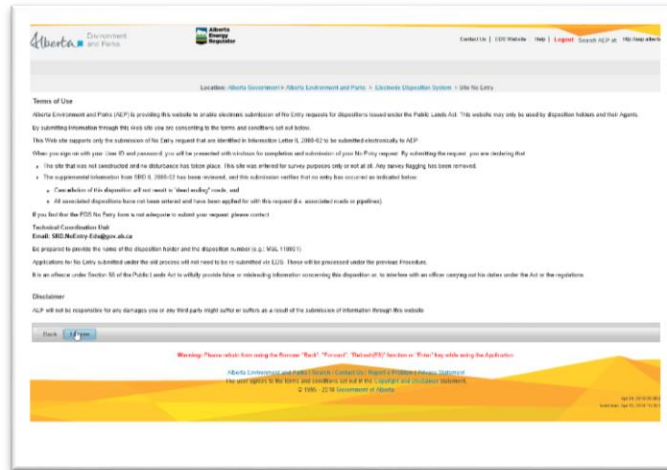 Alberta Environment and Parks
Alberta Energy Regulator
Contact Us | EDS Website | Help | Logout Search AEP at:
Location: Alberta Government > Alberta Environment and Parks > Electronic Disposition System > Site No Entry
Terms of Use
Alberta Environment and Parks (AEP) is providing this website to enable electronic submission of No Entry requests for dispositions issued under the Public Lands Act. This website may only be used by disposition holders and their Agents.
By submitting information through this Web site you are consenting to the terms and conditions set out below.
This Web site supports only the submission of No Entry request that are identified in Information Letter 6, 2000-02 to be submitted electronically to AEP.
When you sign on with your User ID and password, you will be presented with windows for completion and submission of your No Entry request. By submitting the request, you are declaring that
The site that was not constructed and no disturbance has taken place. This site was entered for survey purposes only or not at all. Any survey flagging has been removed.
The supplemental information from SRD 6, 2000-02 has been reviewed, and this submission verifies that no entry has occurred as indicated below:
Cancellation of this disposition will not result in "dead ending" roads, and
All associated dispositions have not been entered and have been applied for with this request (i.e. associated roads or pipelines).
If you find that the EDS No Entry form is not adequate to submit your request please contact
Technical Coordination Unit
Email: SRD.NoEntry-Eds@gov.ab.ca
Be prepared to provide the name of the disposition holder and the disposition number (e.g.: MSL 110001)
Applications for No Entry submitted under the old process will not need to be re-submitted via EDS. These will be processed under the previous Procedure.
It is an offence under Section 56 of the Public Lands Act to wilfully provide false or misleading information concerning this disposition or, to interfere with an officer carrying out his duties under the Act or the regulations.
Disclaimer
AEP will not be responsible for any damages you or any third party might suffer or suffers as a result of the submission of information through this website
Back
Warning: Please refrain from using the Browser "Back", "Forward", "Refresh(F5)" function or "Enter" key while using the Application.
Alberta Environment and Parks | Search | Contact Us | Report a Problem | Privacy Statement
The user agrees to the terms and conditions set out in the Copyright and Disclaimer statement.
© 1995 - 2018 Government of Alberta